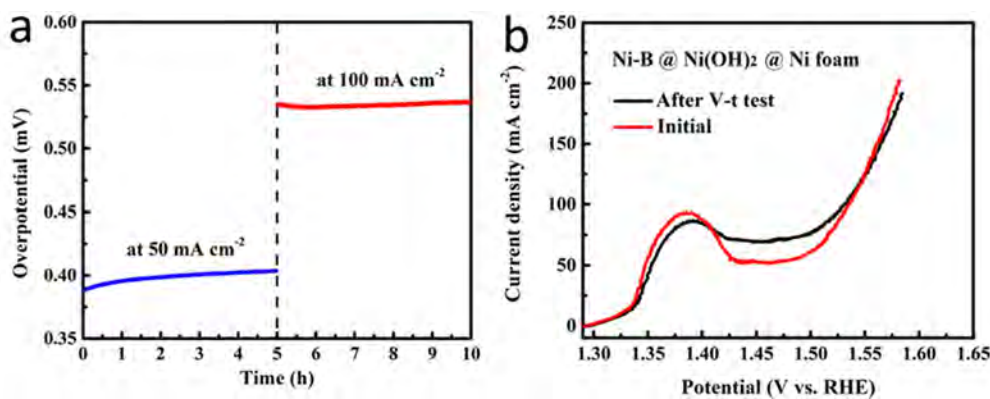 a
0.60
0.55
0.50
0.45
0.40
0.35
Overpotential (mV)
at 100 mA cm⁻²
at 50 mA cm⁻²
0 1 2 3 4 5 6 7 8 9 10
Time (h)
b
250
200
150
100
50
0
Current density (mA cm⁻²)
Ni-B @ Ni(OH)₂ @ Ni foam
After V-t test
Initial
1.30 1.35 1.40 1.45 1.50 1.55 1.60 1.65
Potential (V vs. RHE)